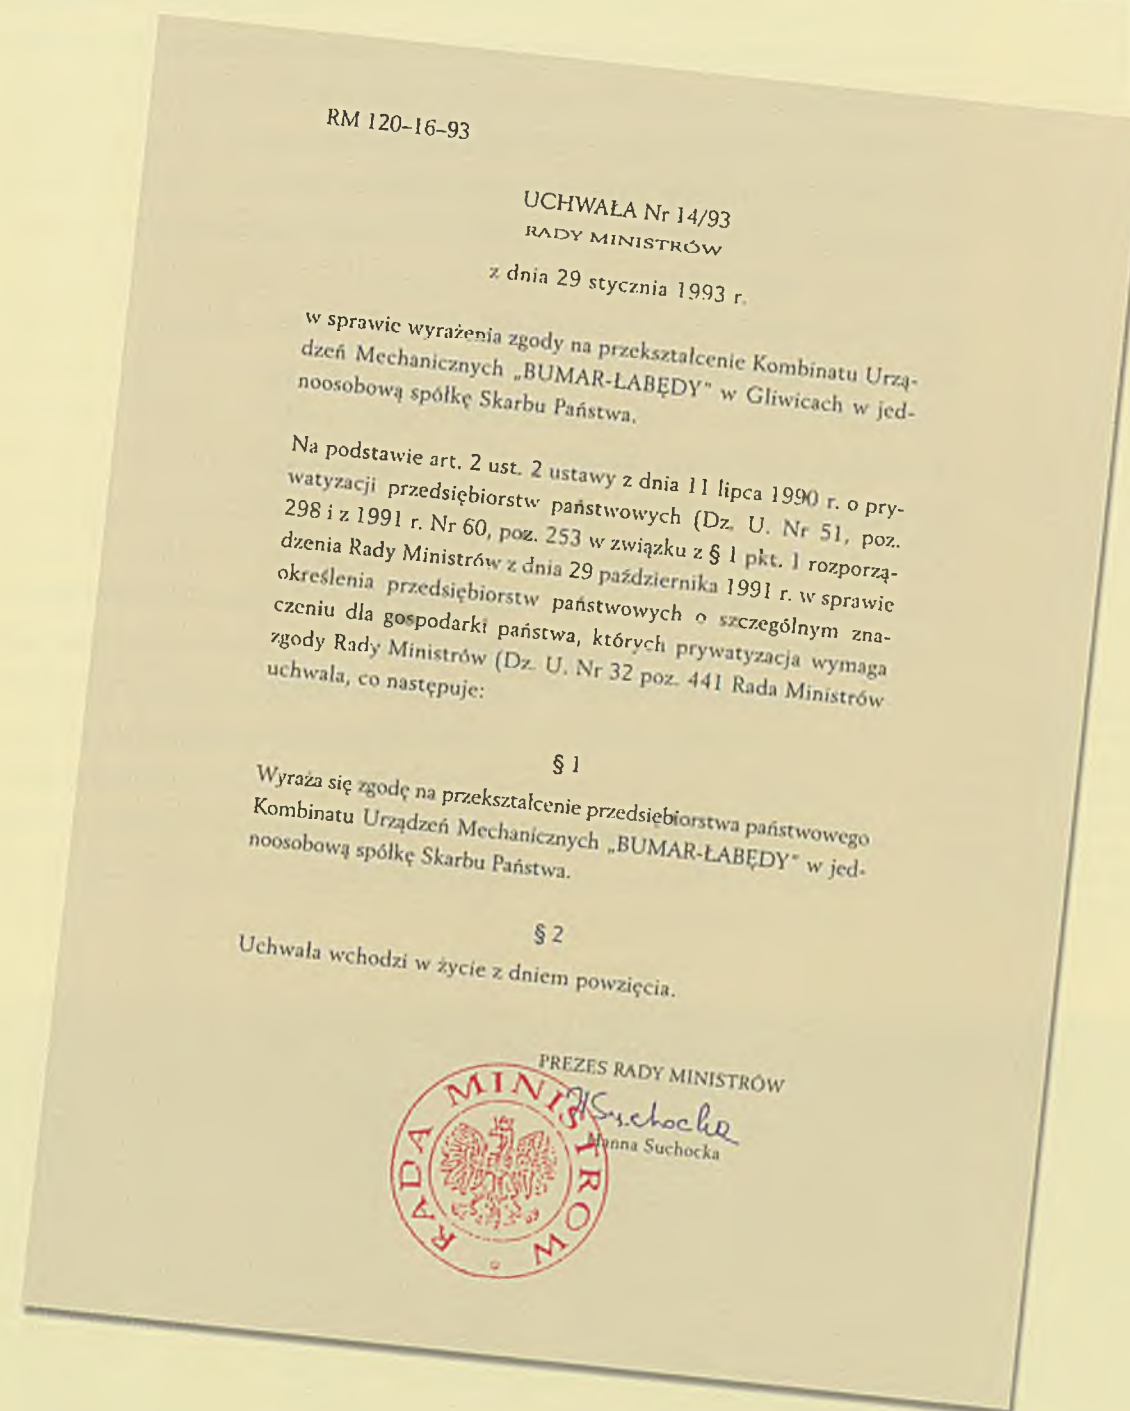 RM 120-16-93
UCHWAŁA Nr 14/93
RADY MINISTRÓW
z dnia 29 stycznia 1993 r.
w sprawie wyrażenia zgody na przekształcenie Kombinatu Urzą-
dzeń Mechanicznych „BUMAR-ŁABĘDY" w Gliwicach w jed-
noosobową spółkę Skarbu Państwa.
Na podstawie art. 2 ust. 2 ustawy z dnia 11 lipca 1990 r. o pry-
watyzacji przedsiębiorstw państwowych (Dz. U. Nr 51, poz.
298 i z 1991 r. Nr 60, poz. 253 w związku z § 1 pkt. 1 rozporzą-
dzenia Rady Ministrów z dnia 29 października 1991 r. w sprawie
określenia przedsiębiorstw państwowych o szczególnym zna-
czeniu dla gospodarki państwa, których prywatyzacja wymaga
zgody Rady Ministrów (Dz. U. Nr 32 poz. 441 Rada Ministrów
uchwala, co następuje:
§ 1
Wyraża się zgodę na przekształcenie przedsiębiorstwa państwowego
Kombinatu Urządzeń Mechanicznych „BUMAR-ŁABĘDY" w jed-
noosobową spółkę Skarbu Państwa.
§ 2
Uchwała wchodzi w życie z dniem powzięcia.
PREZES RADY MINISTRÓW
HSuchocka
Hanna Suchocka
RADA MINISTRÓW